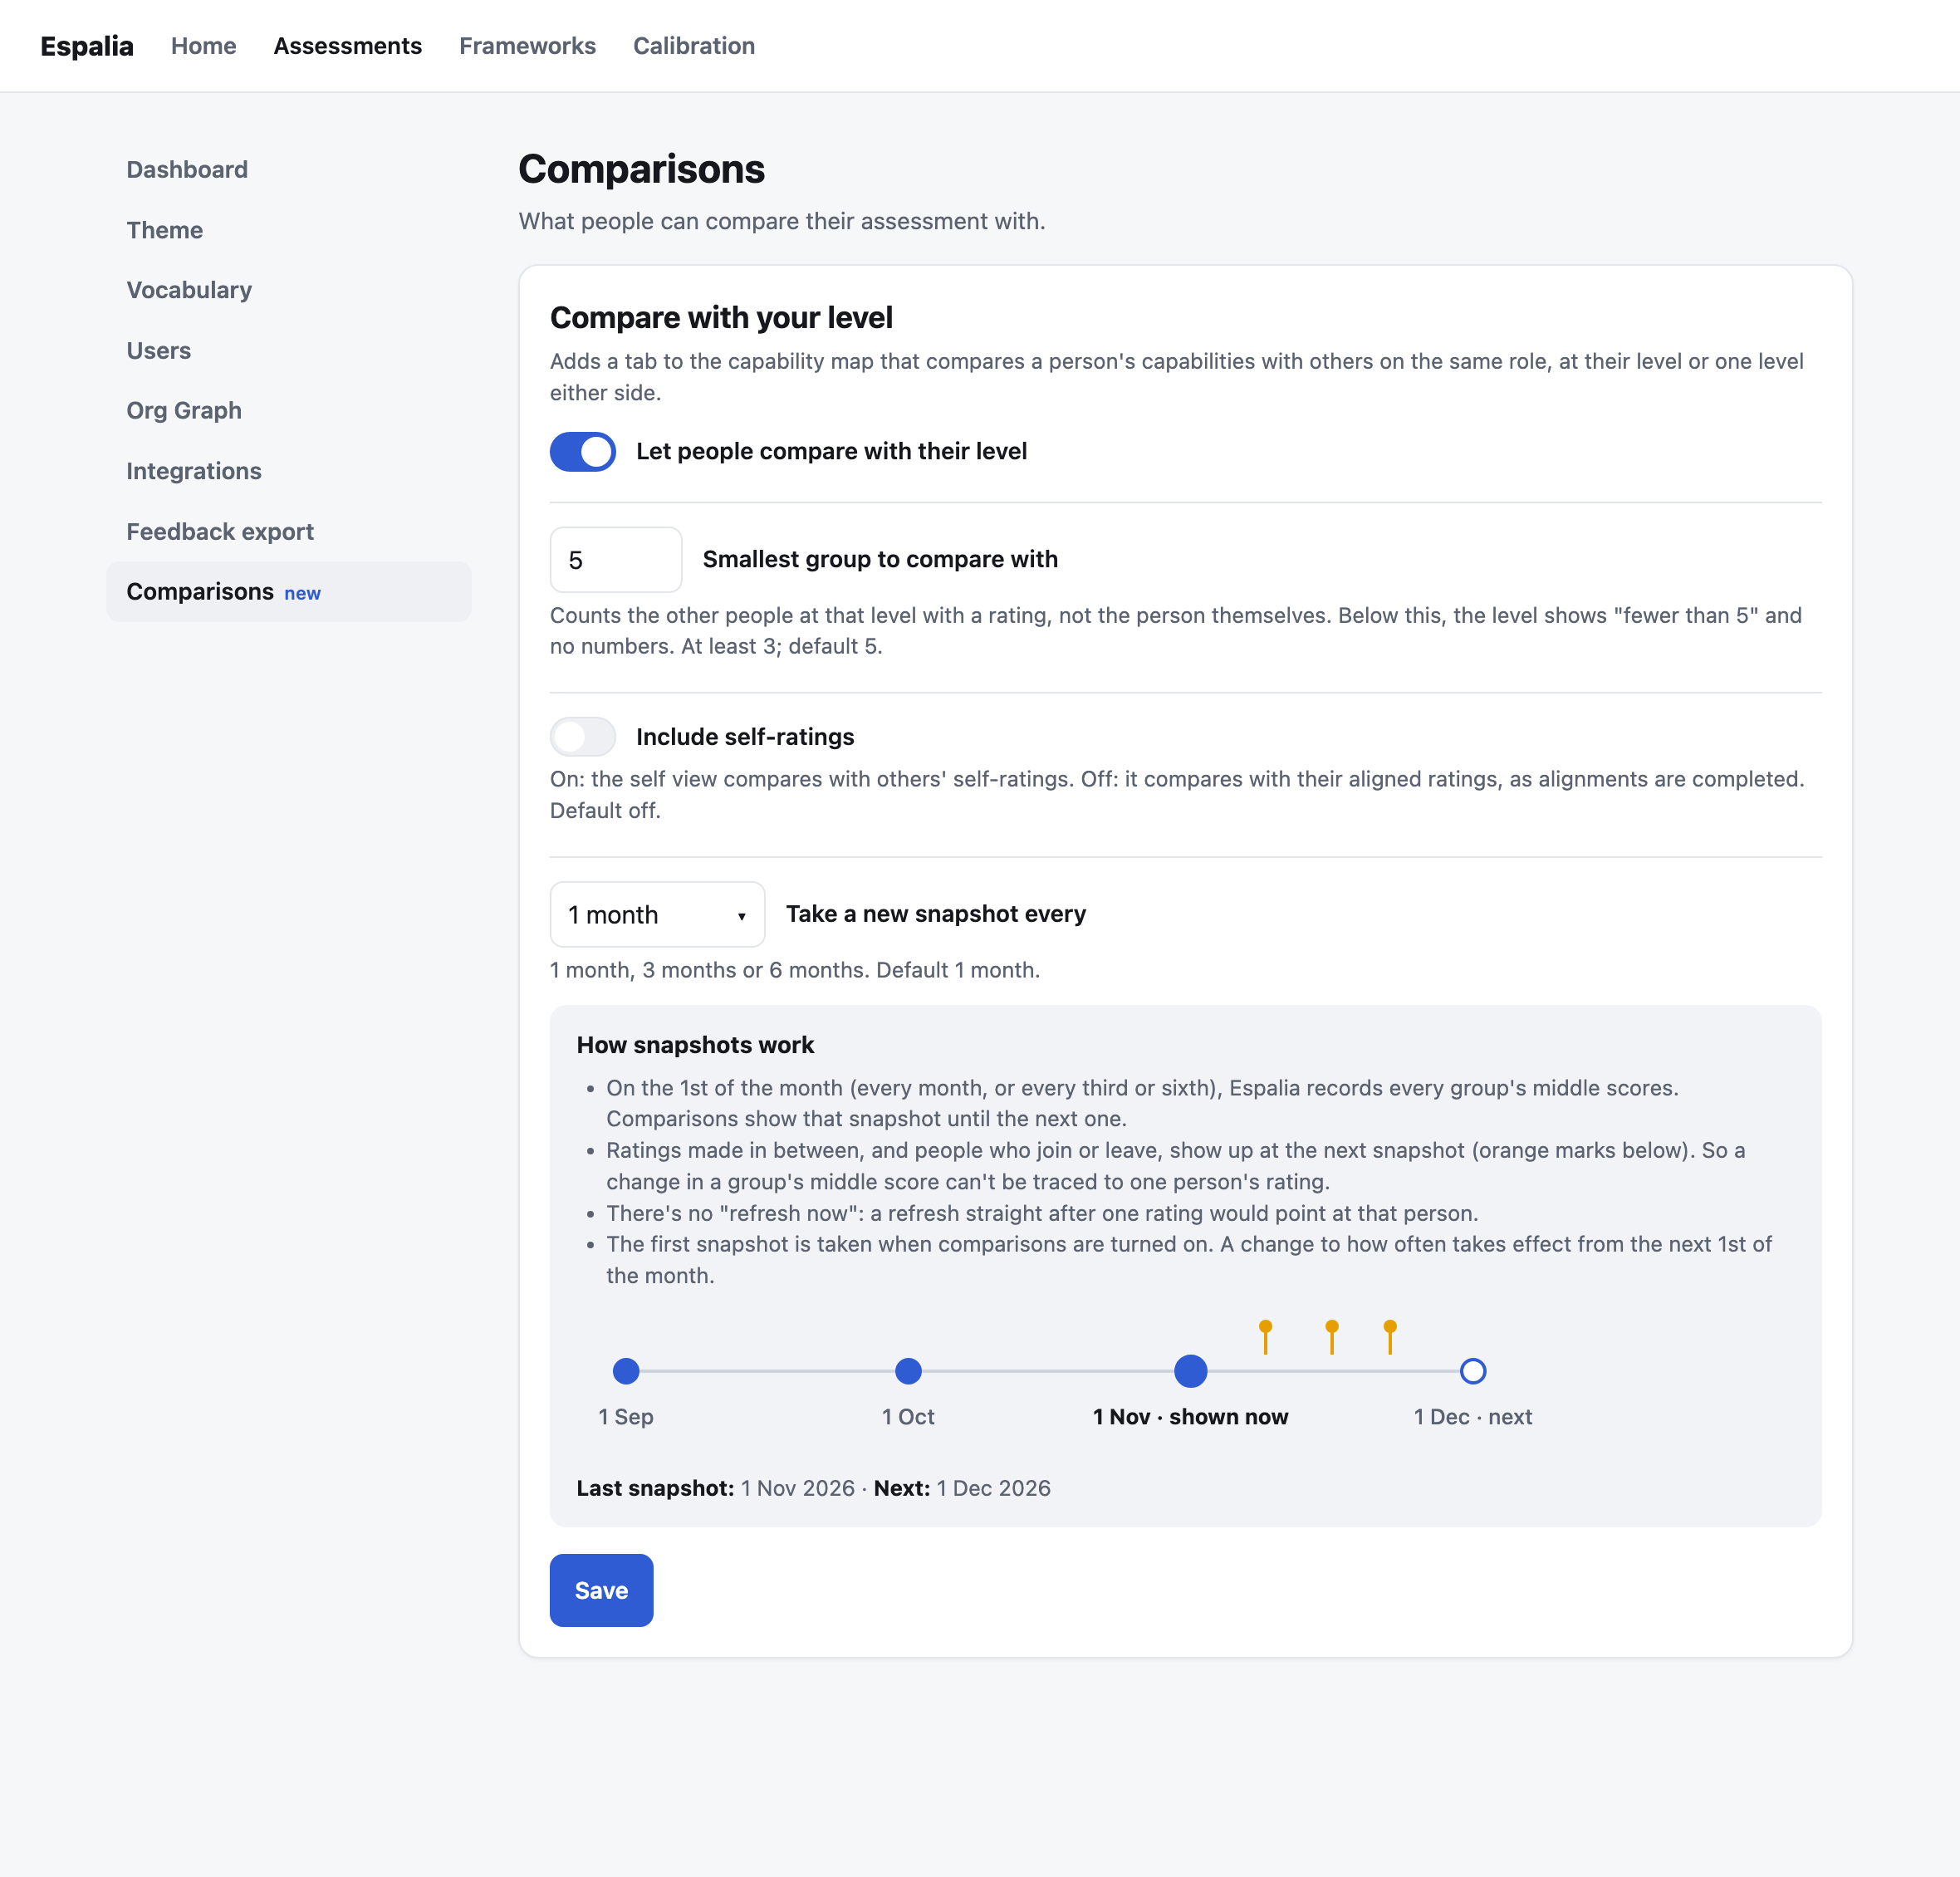 Espalia Home Assessments Frameworks Calibration
Dashboard
Theme
Vocabulary
Users
Org Graph
Integrations
Feedback export
Comparisons new
Comparisons
What people can compare their assessment with.
Compare with your level
Adds a tab to the capability map that compares a person's capabilities with others on the same role, at their level or one level
either side.
Let people compare with their level
5 Smallest group to compare with
Counts the other people at that level with a rating, not the person themselves. Below this, the level shows "fewer than 5" and
no numbers. At least 3; default 5.
Include self-ratings
On: the self view compares with others' self-ratings. Off: it compares with their aligned ratings, as alignments are completed.
Default off.
1 month ▾ Take a new snapshot every
1 month, 3 months or 6 months. Default 1 month.
How snapshots work
• On the 1st of the month (every month, or every third or sixth), Espalia records every group's middle scores.
Comparisons show that snapshot until the next one.
• Ratings made in between, and people who join or leave, show up at the next snapshot (orange marks below). So a
change in a group's middle score can't be traced to one person's rating.
• There's no "refresh now": a refresh straight after one rating would point at that person.
• The first snapshot is taken when comparisons are turned on. A change to how often takes effect from the next 1st of
the month.
1 Sep 1 Oct 1 Nov · shown now 1 Dec · next
Last snapshot: 1 Nov 2026 · Next: 1 Dec 2026
Save